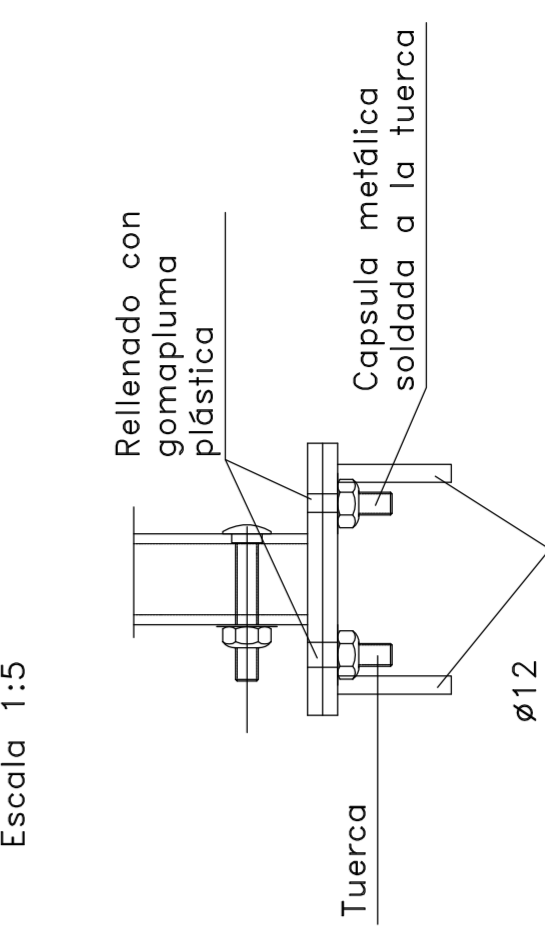 Escala 1:5
Rellenado con
gomapluma
plástica
Capsula metálica
soldada a la tuerca
Tuerca
ø12